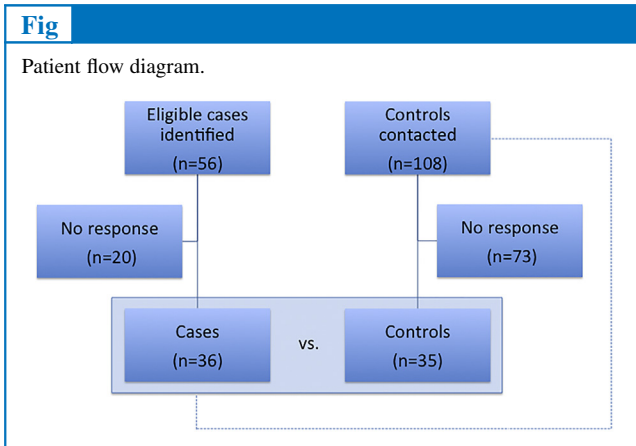 Fig
Patient flow diagram.
Eligible cases
identified
(n=56)
Controls
contacted
(n=108)
No response
(n=20)
No response
(n=73)
Cases
(n=36)
vs.
Controls
(n=35)